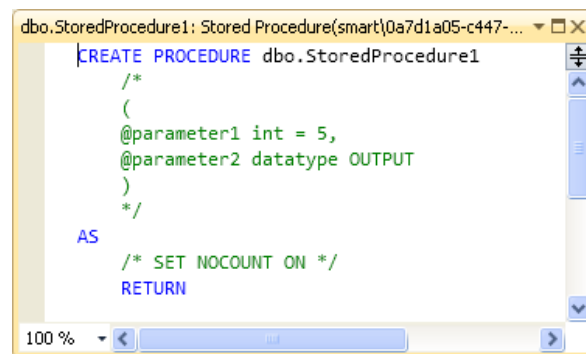 dbo.StoredProcedure1: Stored Procedure(smart\0a7d1a05-c447-...
CREATE PROCEDURE dbo.StoredProcedure1
/*
(
@parameter1 int = 5,
@parameter2 datatype OUTPUT
)
*/
AS
/* SET NOCOUNT ON */
RETURN
100 %